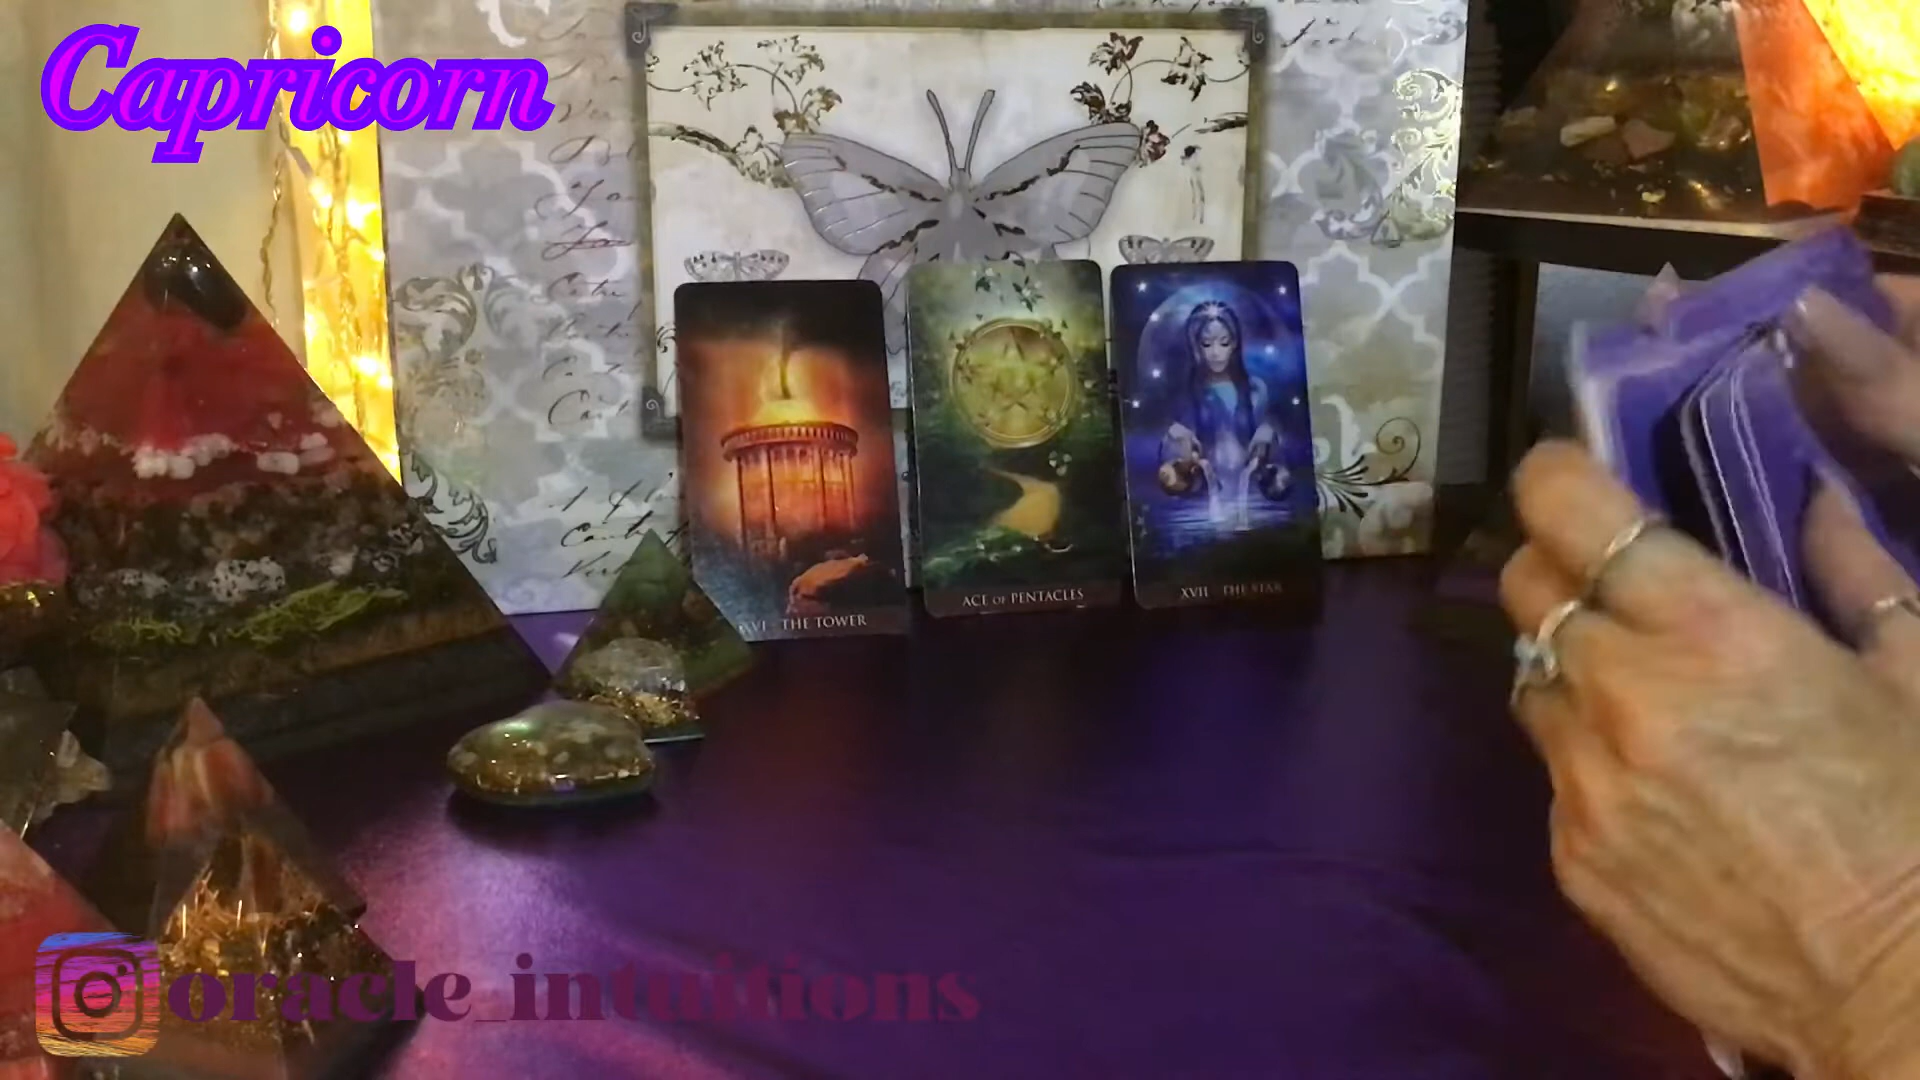 Capricorn
XVI - THE TOWER
ACE OF PENTACLES
XVII - THE STAR
oracle_intuitions